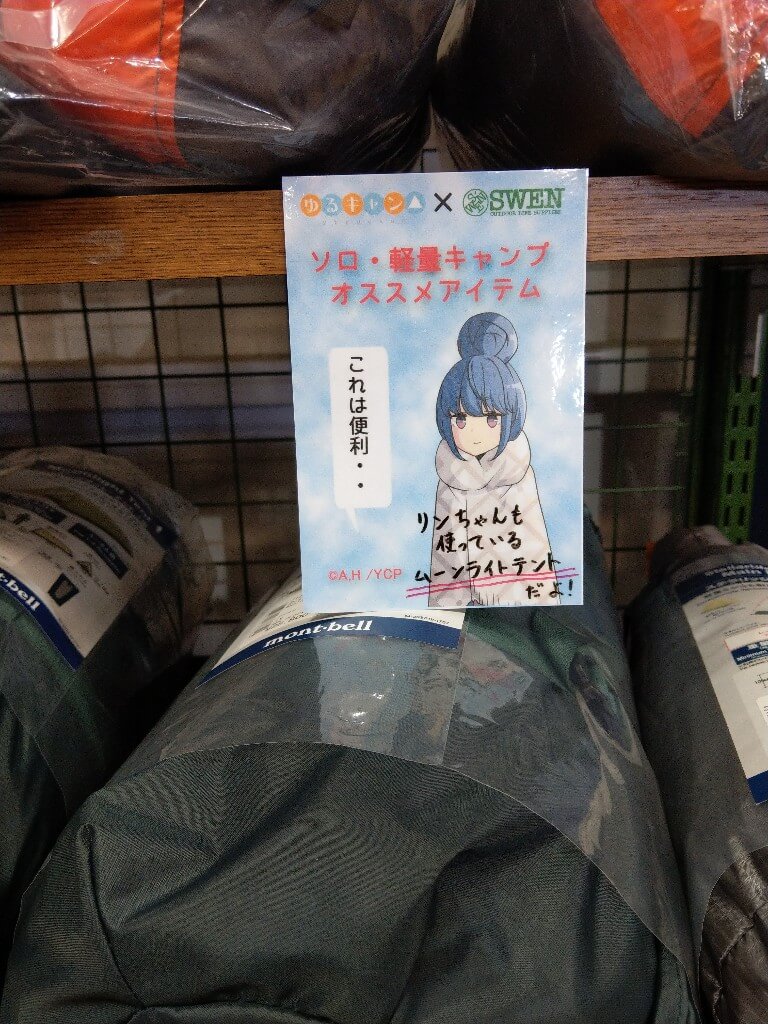 ゆるキャン△ × SWEN
OUTDOOR LIFE SUPPLIERS
ソロ・軽量キャンプ
オススメアイテム
これは便利・・
リンちゃんも
使っている
ムーンライトテント
だよ!
©A,H /YCP
mont-bell
mont-bell